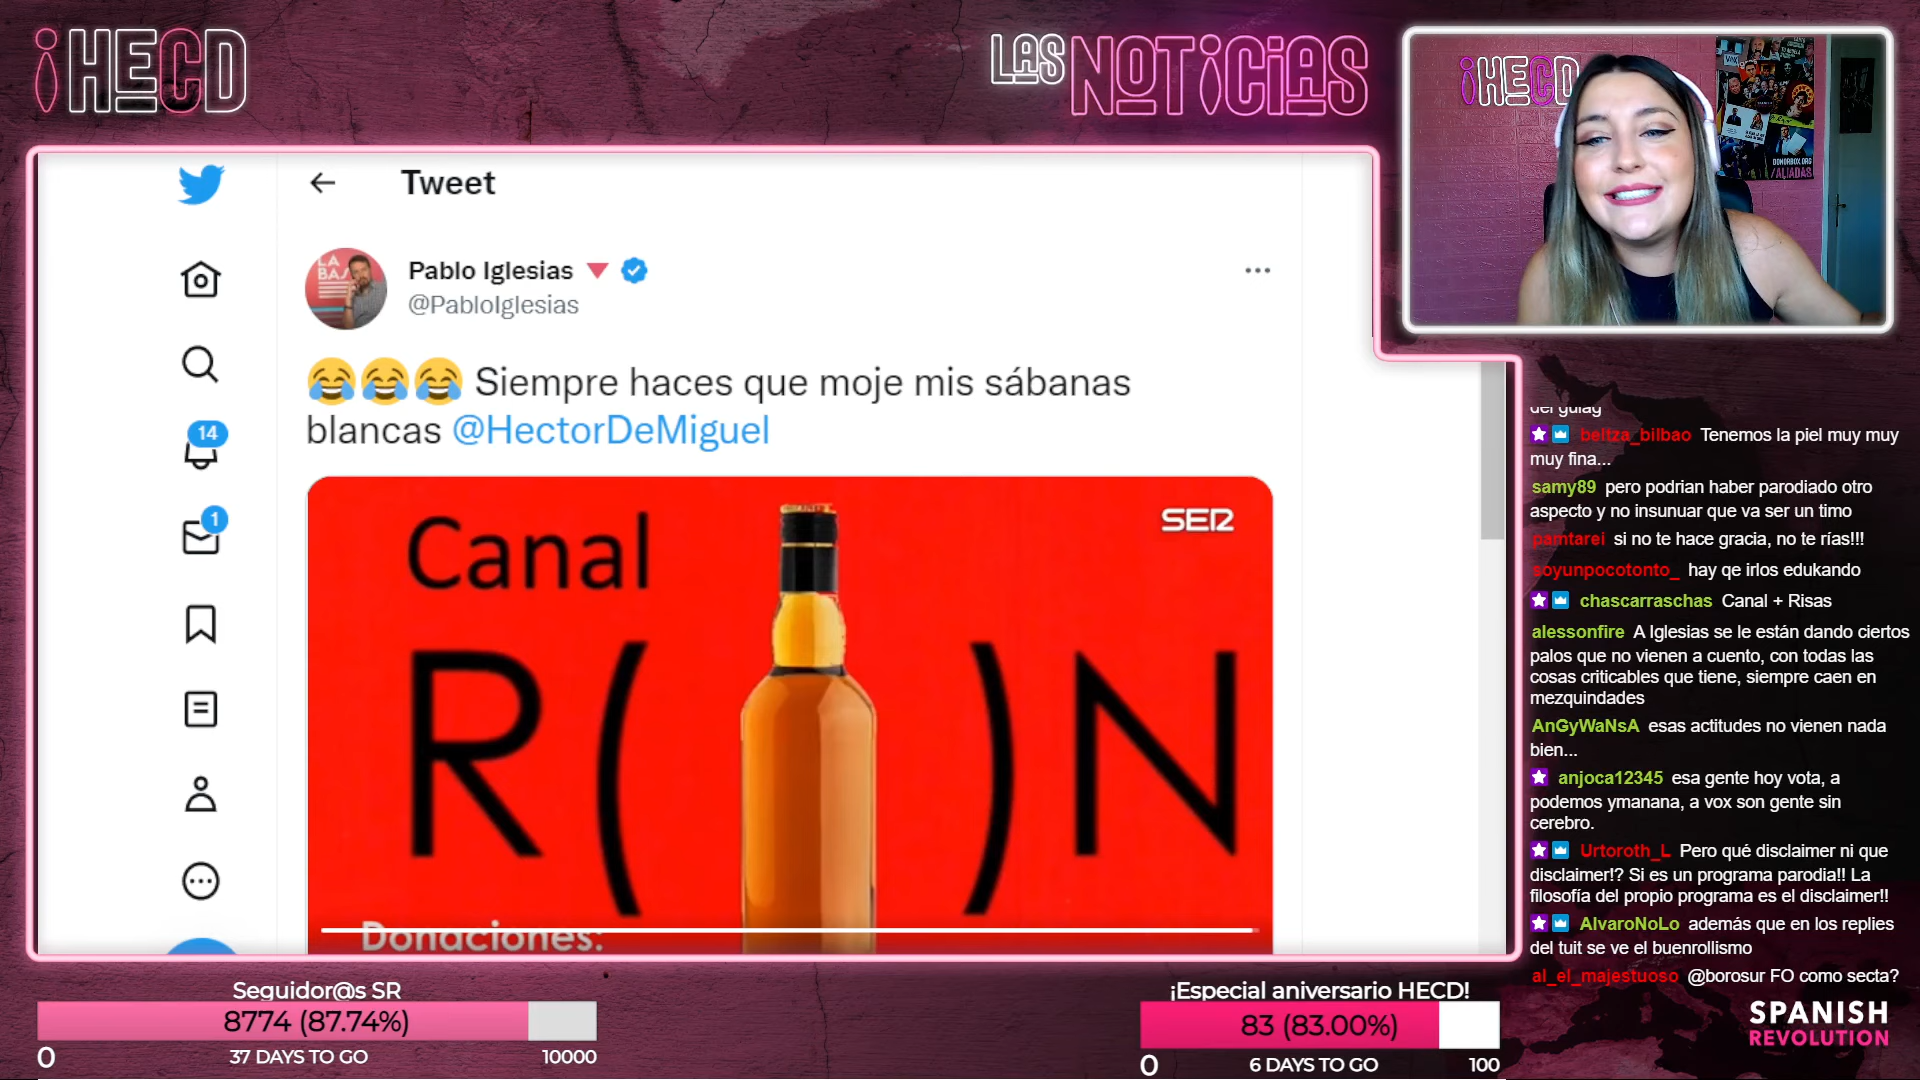 ¡HECD
LAS NOTICIAS
¡HECD
DONORBOX.ORG
/ALIADAS
Tweet
LA
BAS
Pablo Iglesias
@PabloIglesias
14
1
😂😂😂 Siempre haces que moje mis sábanas
blancas @HectorDeMiguel
SER
Canal
R( )N
Donaciones:
del gulag
beltza_bilbao Tenemos la piel muy muy
muy fina...
samy89 pero podrian haber parodiado otro
aspecto y no insunuar que va ser un timo
pamtarei si no te hace gracia, no te rías!!!
soyunpocotonto_ hay qe irlos edukando
chascarraschas Canal + Risas
alessonfire A Iglesias se le están dando ciertos
palos que no vienen a cuento, con todas las
cosas criticables que tiene, siempre caen en
mezquindades
AnGyWaNsA esas actitudes no vienen nada
bien...
anjoca12345 esa gente hoy vota, a
podemos ymanana, a vox son gente sin
cerebro.
Urtoroth_L Pero qué disclaimer ni que
disclaimer!? Si es un programa parodia!! La
filosofía del propio programa es el disclaimer!!
AlvaroNoLo además que en los replies
del tuit se ve el buenrollismo
al_el_majestuoso @borosur FO como secta?
Seguidor@s SR
8774 (87.74%)
0 37 DAYS TO GO 10000
¡Especial aniversario HECD!
83 (83.00%)
0 6 DAYS TO GO 100
SPANISH
REVOLUTION